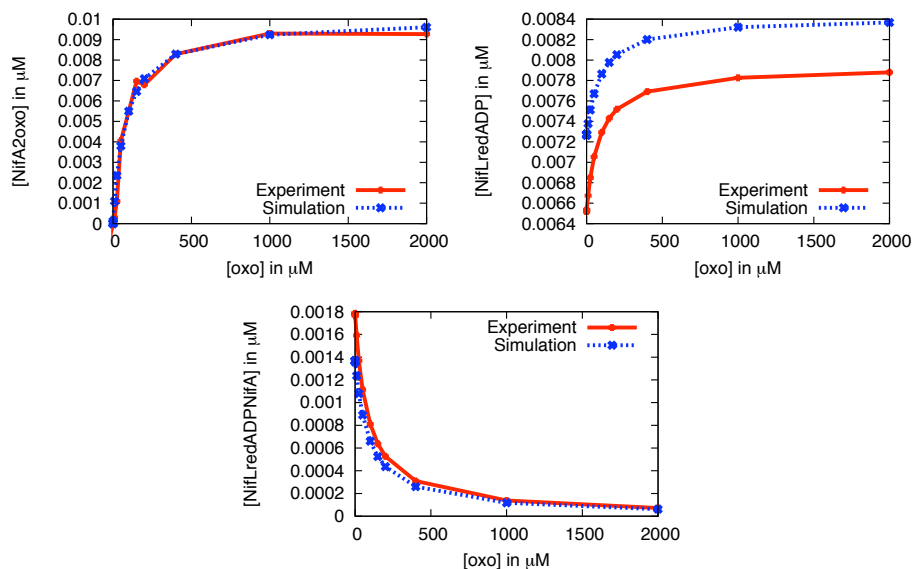 [NifA2oxo] in μM
0.01
0.009
0.008
0.007
0.006
0.005
0.004
0.003
0.002
0.001
0
Experiment
Simulation
0 500 1000 1500 2000
[oxo] in μM
[NifLredADP] in μM
0.0084
0.0082
0.008
0.0078
0.0076
0.0074
0.0072
0.007
0.0068
0.0066
0.0064
Experiment
Simulation
0 500 1000 1500 2000
[oxo] in μM
[NifLredADPNifA] in μM
0.0018
0.0016
0.0014
0.0012
0.001
0.0008
0.0006
0.0004
0.0002
0
Experiment
Simulation
0 500 1000 1500 2000
[oxo] in μM